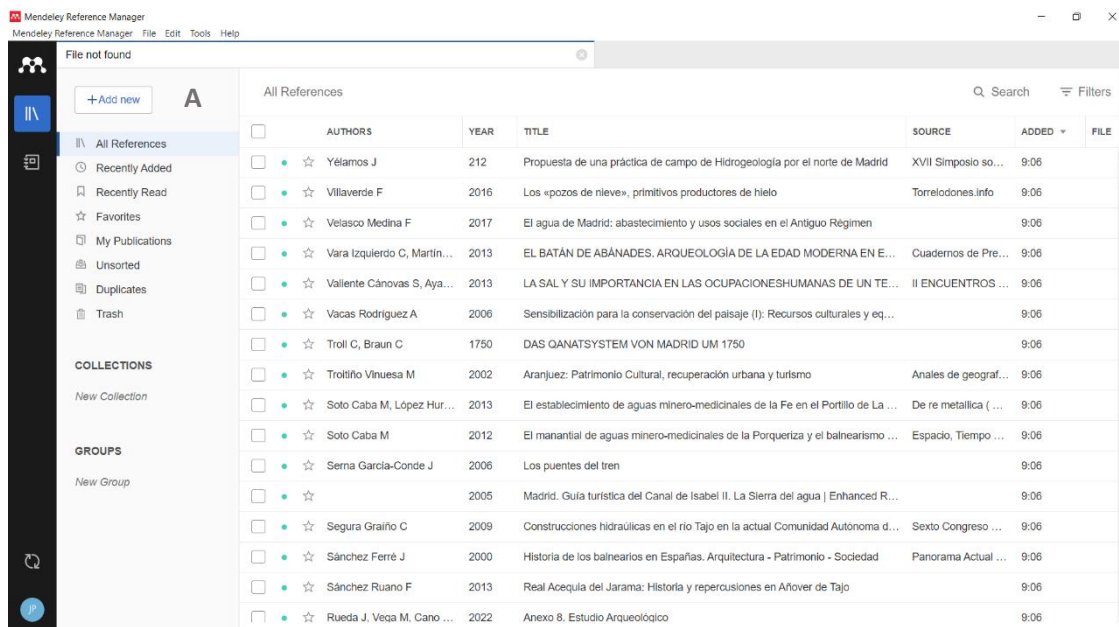 Mendeley Reference Manager
Mendeley Reference Manager File Edit Tools Help
File not found
+Add new
A
All References
Recently Added
Recently Read
Favorites
My Publications
Unsorted
Duplicates
Trash
COLLECTIONS
New Collection
GROUPS
New Group
JP
All References Search Filters
AUTHORS YEAR TITLE SOURCE ADDED FILE
Yélamos J 212 Propuesta de una práctica de campo de Hidrogeología por el norte de Madrid XVII Simposio so... 9:06
Villaverde F 2016 Los «pozos de nieve», primitivos productores de hielo Torrelodones.info 9:06
Velasco Medina F 2017 El agua de Madrid: abastecimiento y usos sociales en el Antiguo Régimen 9:06
Vara Izquierdo C, Martín... 2013 EL BATÁN DE ABÁNADES. ARQUEOLOGÍA DE LA EDAD MODERNA EN E... Cuadernos de Pre... 9:06
Valiente Cánovas S, Aya... 2013 LA SAL Y SU IMPORTANCIA EN LAS OCUPACIONESHUMANAS DE UN TE... II ENCUENTROS ... 9:06
Vacas Rodríguez A 2006 Sensibilización para la conservación del paisaje (I): Recursos culturales y eq... 9:06
Troll C, Braun C 1750 DAS QANATSYSTEM VON MADRID UM 1750 9:06
Troitiño Vinuesa M 2002 Aranjuez: Patrimonio Cultural, recuperación urbana y turismo Anales de geograf... 9:06
Soto Caba M, López Hur... 2013 El establecimiento de aguas minero-medicinales de la Fe en el Portillo de La ... De re metallica ( ... 9:06
Soto Caba M 2012 El manantial de aguas minero-medicinales de la Porqueriza y el balnearismo ... Espacio, Tiempo ... 9:06
Serna García-Conde J 2006 Los puentes del tren 9:06
2005 Madrid. Guía turística del Canal de Isabel II. La Sierra del agua | Enhanced R... 9:06
Segura Graíño C 2009 Construcciones hidraúlicas en el río Tajo en la actual Comunidad Autónoma d... Sexto Congreso ... 9:06
Sánchez Ferré J 2000 Historia de los balnearios en Españas. Arquitectura - Patrimonio - Sociedad Panorama Actual ... 9:06
Sánchez Ruano F 2013 Real Acequia del Jarama: Historia y repercusiones en Añover de Tajo 9:06
Rueda J, Vega M, Cano ... 2022 Anexo 8. Estudio Arqueológico 9:06